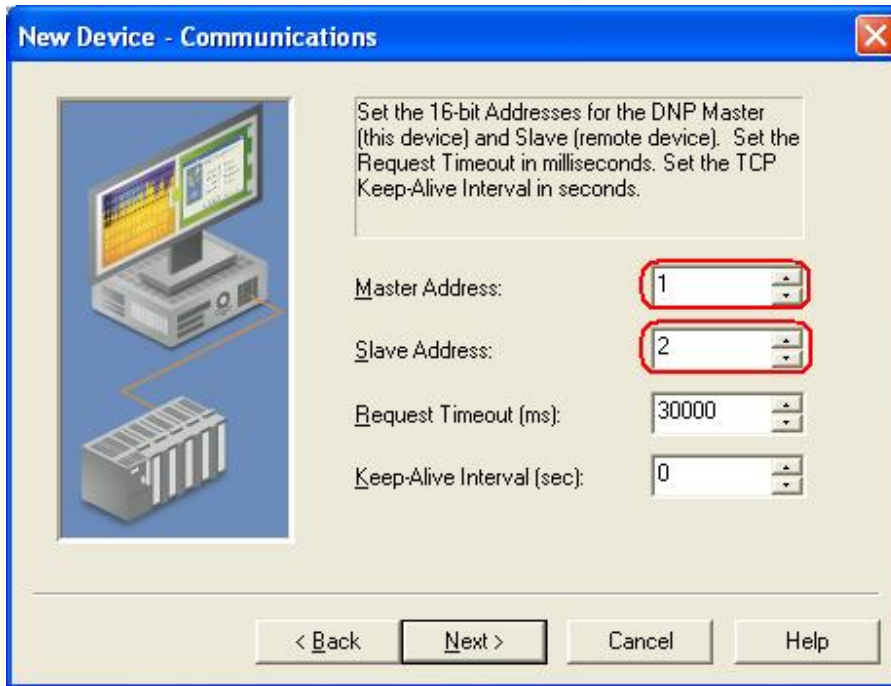 New Device - Communications
Set the 16-bit Addresses for the DNP Master
(this device) and Slave (remote device). Set the
Request Timeout in milliseconds. Set the TCP
Keep-Alive Interval in seconds.
Master Address: 1
Slave Address: 2
Request Timeout (ms): 30000
Keep-Alive Interval (sec): 0
< Back Next > Cancel Help